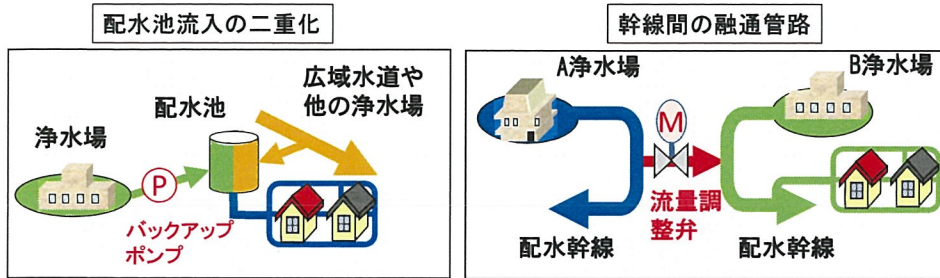 配水池流入の二重化
広域水道や
他の浄水場
配水池
浄水場
P
バックアップ
ポンプ
幹線間の融通管路
A浄水場
B浄水場
M
流量調
整弁
配水幹線
配水幹線